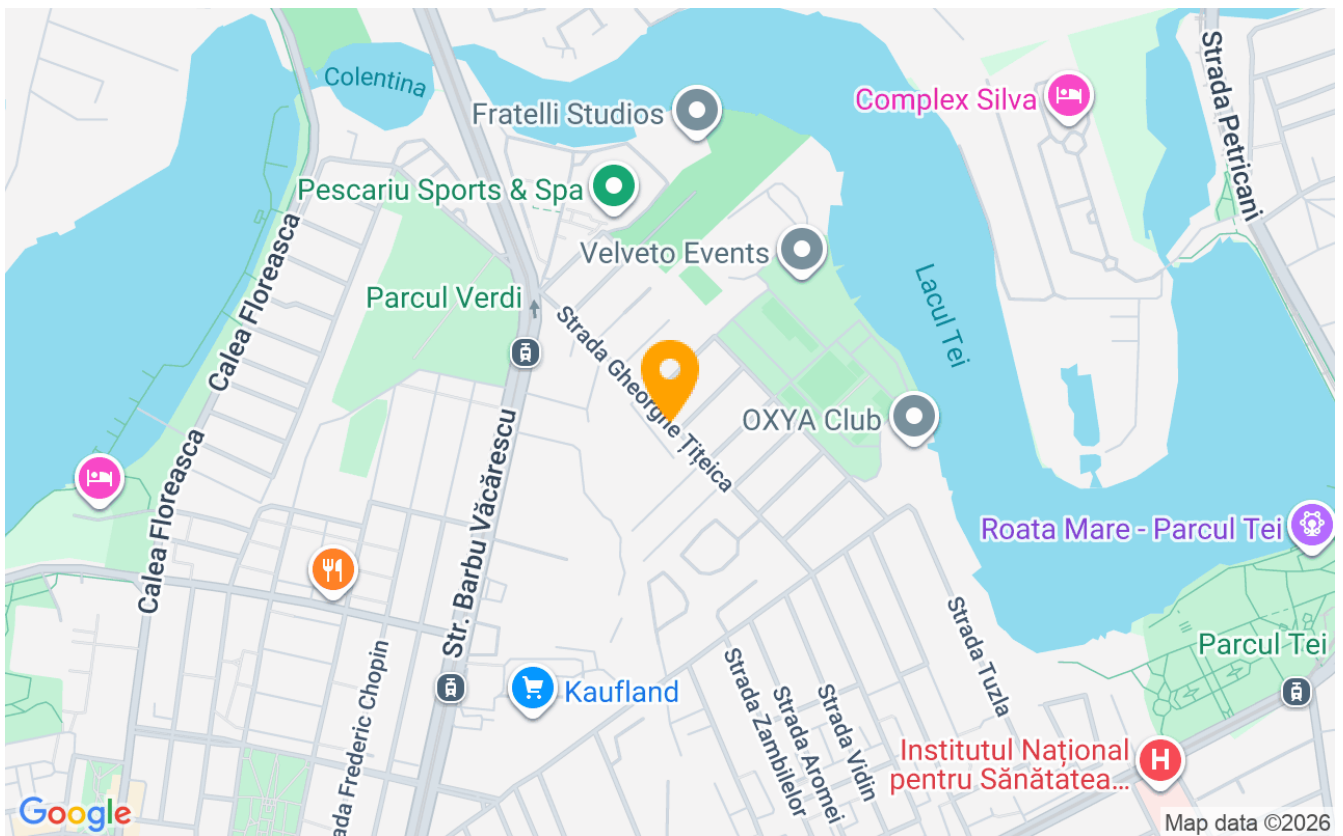 Colentina
Fratelli Studios
Complex Silva
Strada Petricani
Pescariu Sports & Spa
Calea Floreasca
Velveto Events
Parcul Verdi
Lacul Tei
Strada Gheorghe Țițeica
OXYA Club
Calea Floreasca
Str. Barbu Văcărescu
Roata Mare - Parcul Tei
Strada Tuzla
Parcul Tei
Kaufland
Strada Zambilelor
Strada Aromei
Strada Vidin
ada Frederic Chopin
Institutul Național
pentru Sănătatea...
H
Google
Map data ©2026